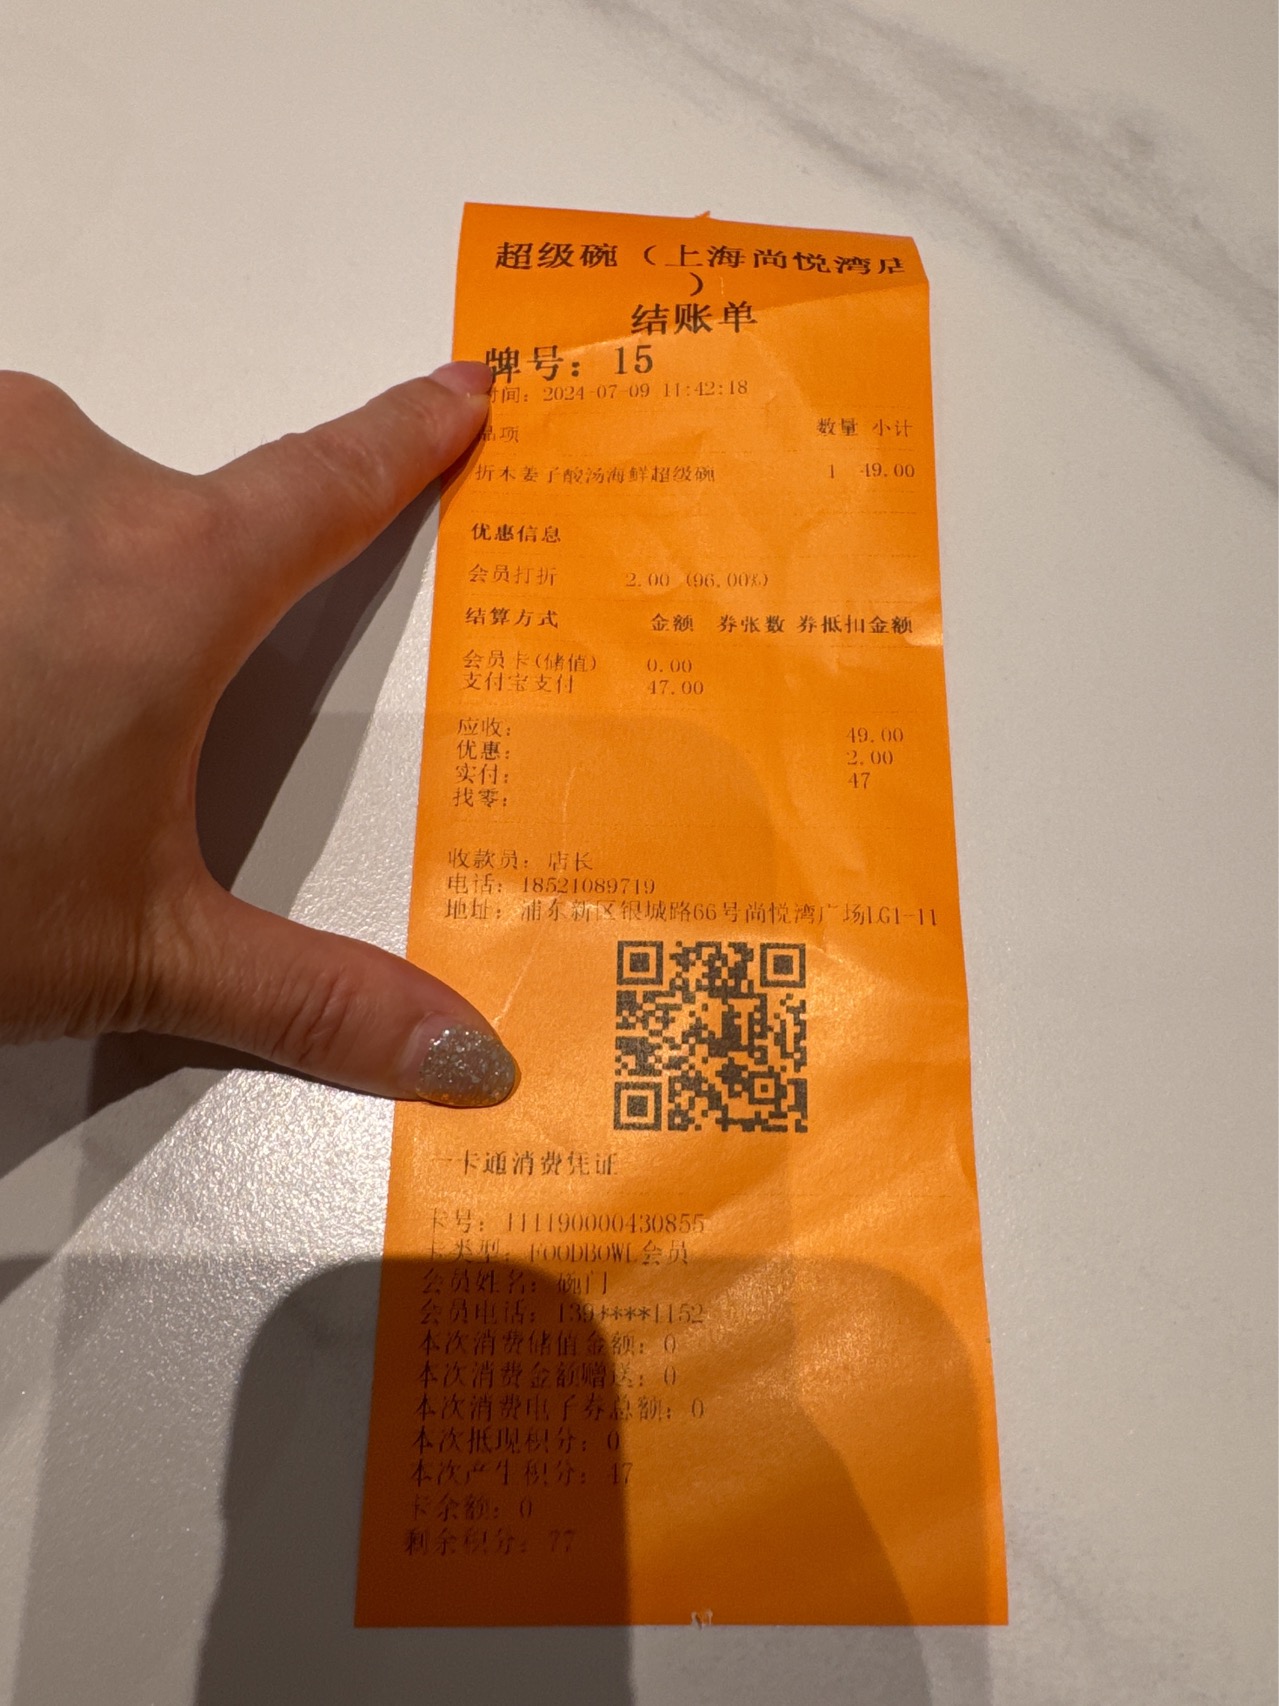 超级碗（上海尚悦湾店
）
结账单
牌号：15
时间：2024-07-09 11:42:18
品项 数量 小计
折木姜子酸汤海鲜超级碗 1 49.00
优惠信息
会员打折 2.00 (96.00%)
结算方式 金额 券张数 券抵扣金额
会员卡(储值) 0.00
支付宝支付 47.00
应收： 49.00
优惠： 2.00
实付： 47
找零：
收款员：店长
电话：18521089719
地址：浦东新区银城路66号尚悦湾广场LG1-11
一卡通消费凭证
卡号：1111190000430855
卡类型：FOODBOWL会员
会员姓名：碗门
会员电话：139****1152
本次消费储值金额：0
本次消费金额赠送：0
本次消费电子券总额：0
本次抵现积分：0
本次产生积分：47
卡余额：0
剩余积分：77